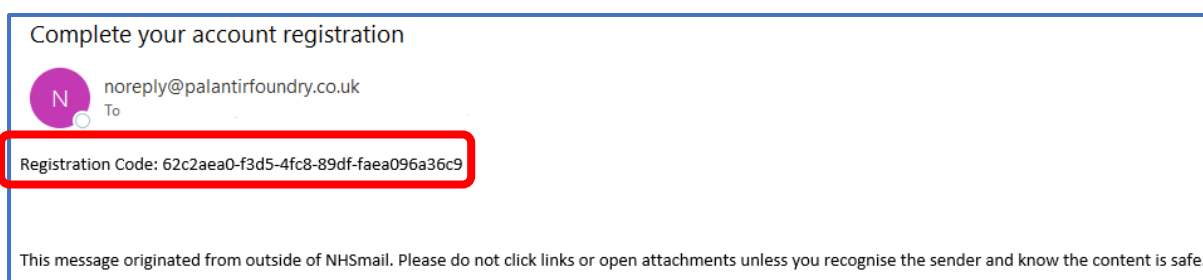 Complete your account registration
N
noreply@palantirfoundry.co.uk
To
Registration Code: 62c2aea0-f3d5-4fc8-89df-faea096a36c9
This message originated from outside of NHSmail. Please do not click links or open attachments unless you recognise the sender and know the content is safe.